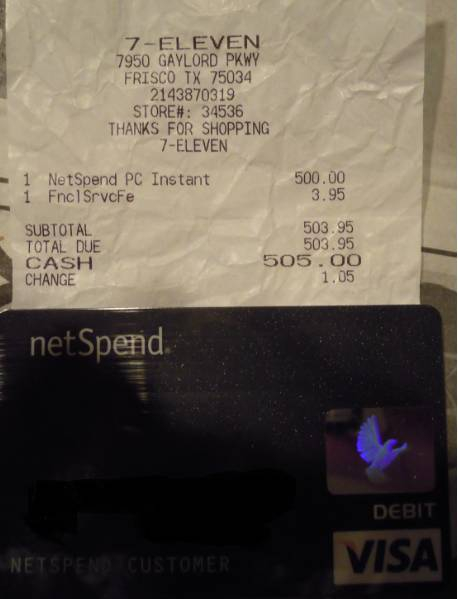 7-ELEVEN
7950 GAYLORD PKWY
FRISCO TX 75034
2143870319
STORE#: 34536
THANKS FOR SHOPPING
7-ELEVEN
1 NetSpend PC Instant 500.00
1 FnclSrvcFe 3.95
SUBTOTAL 503.95
TOTAL DUE 503.95
CASH 505.00
CHANGE 1.05
netSpend®
DEBIT
VISA
NETSPEND CUSTOMER